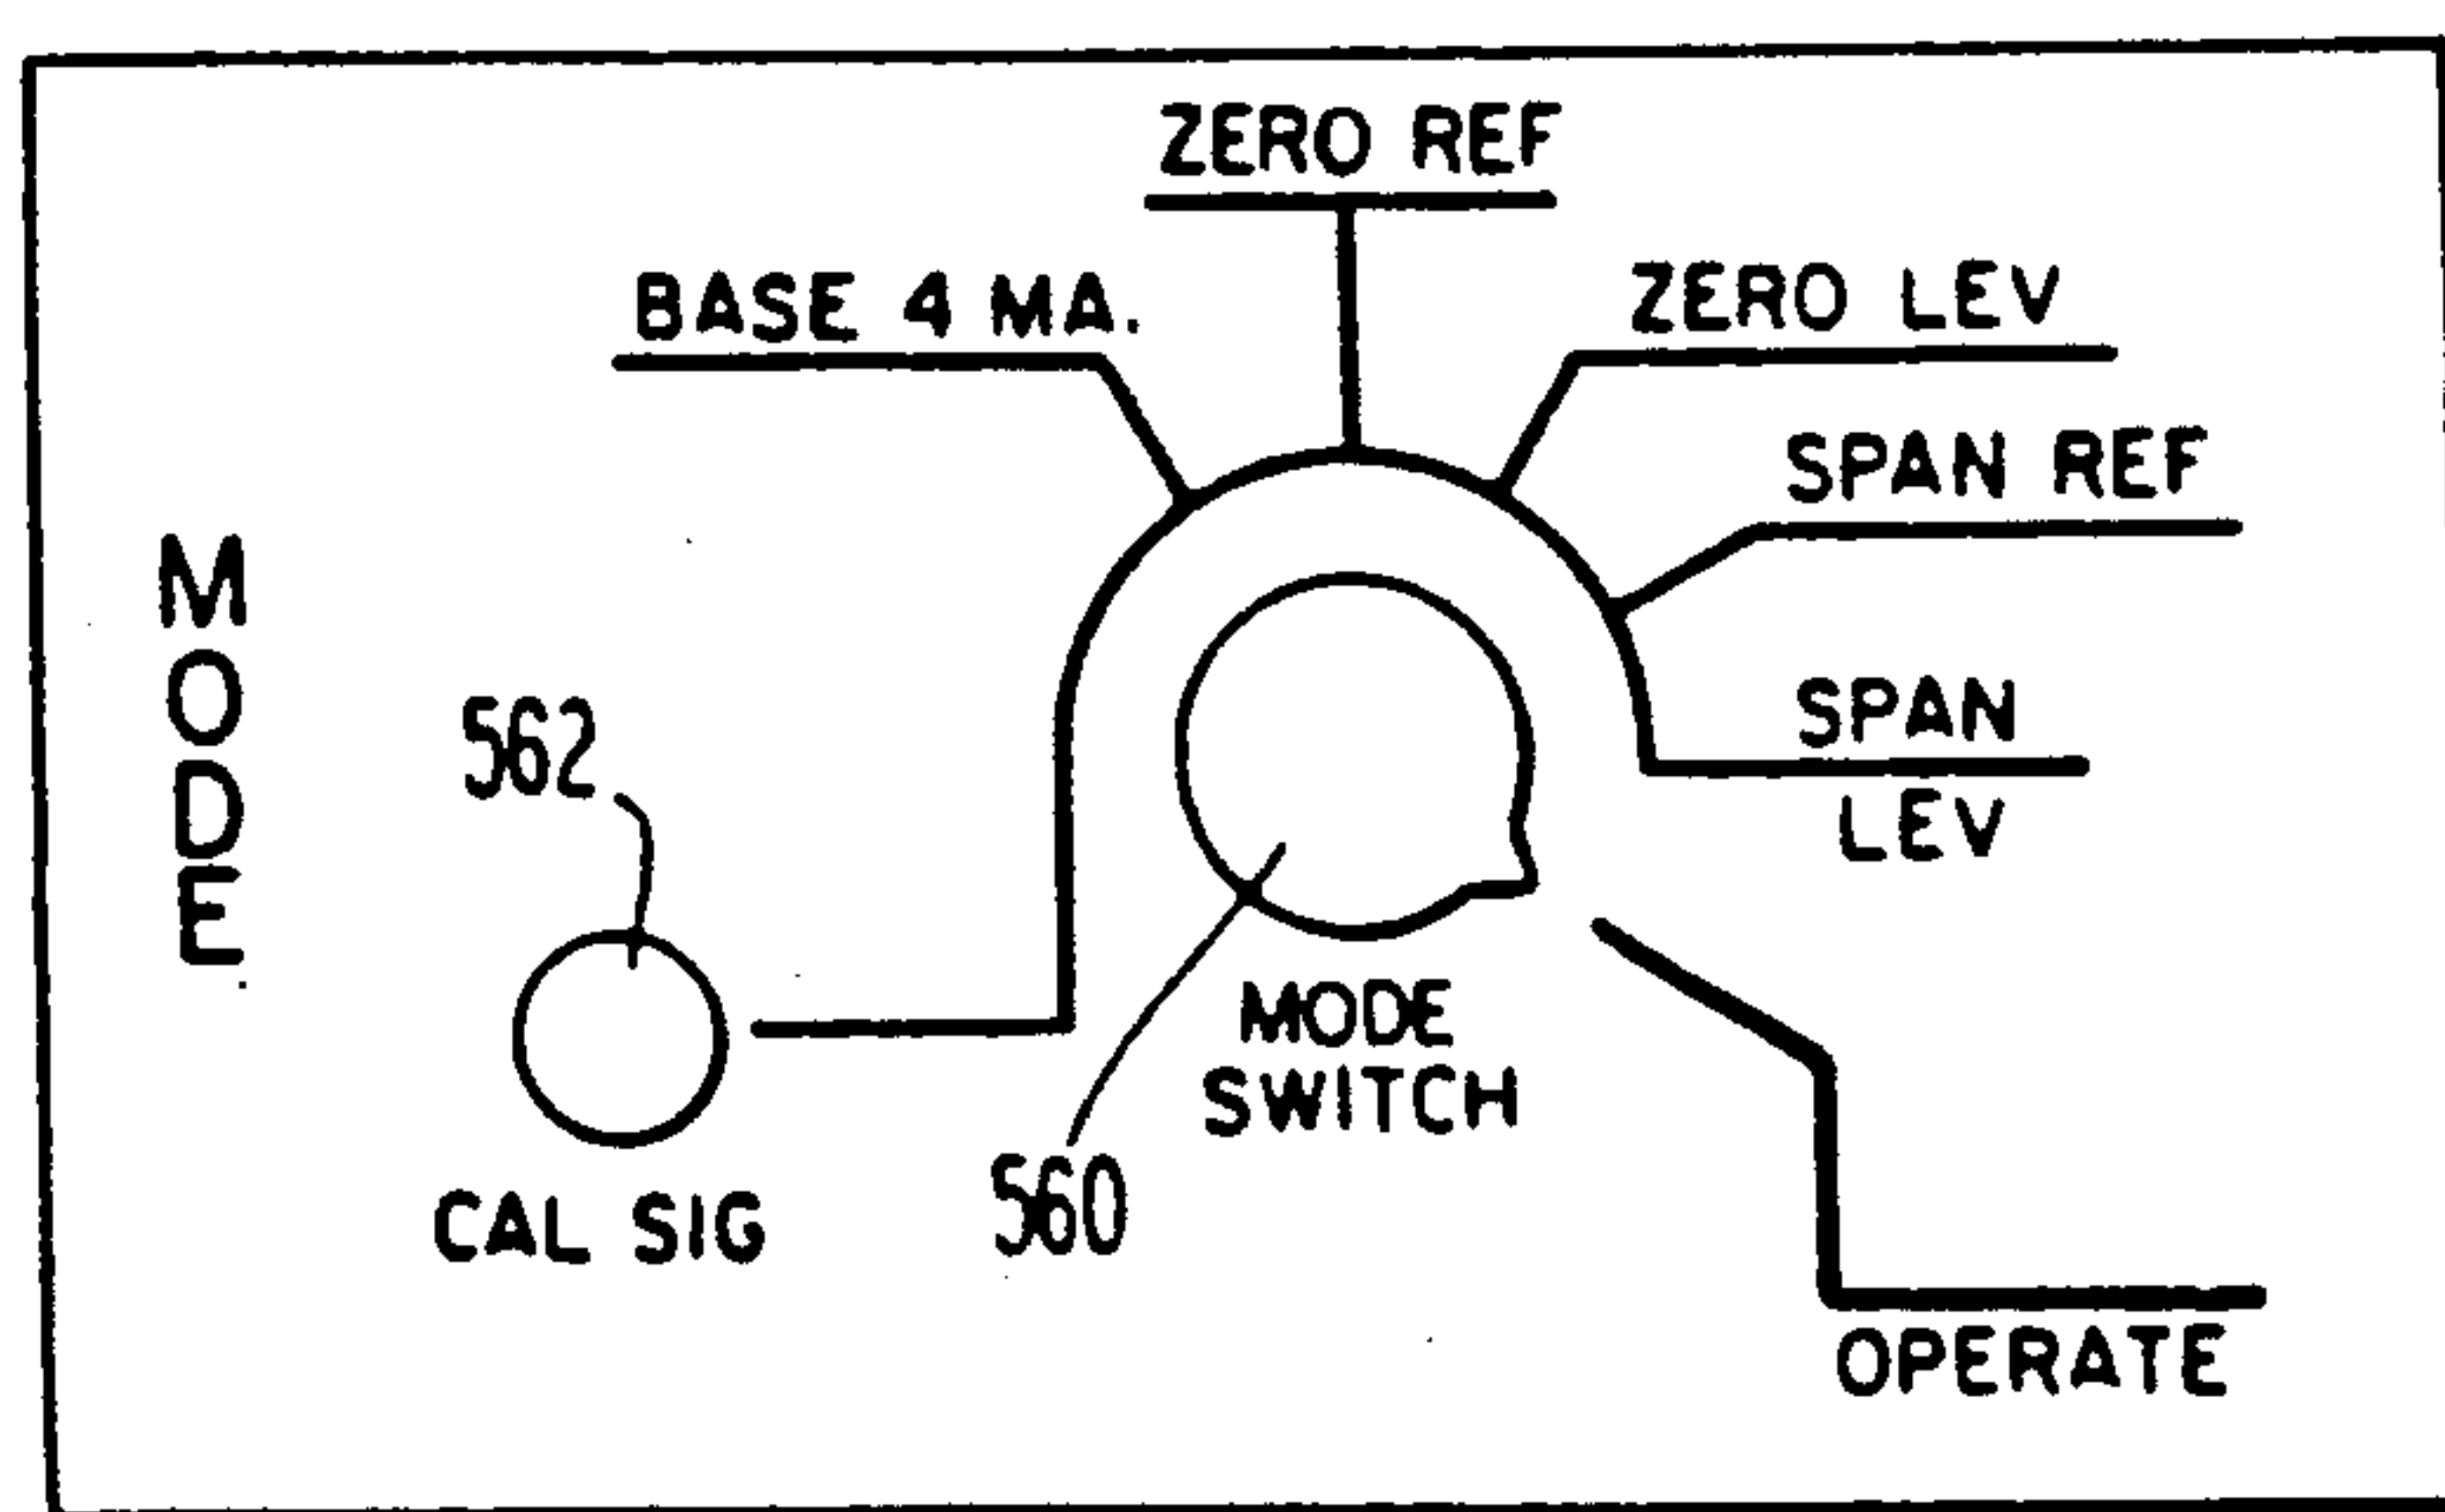 ZERO REF
BASE 4 MA.
ZERO LEV
SPAN REF
MODE
562
SPAN
LEV
MODE
SWITCH
560
CAL SIG
OPERATE